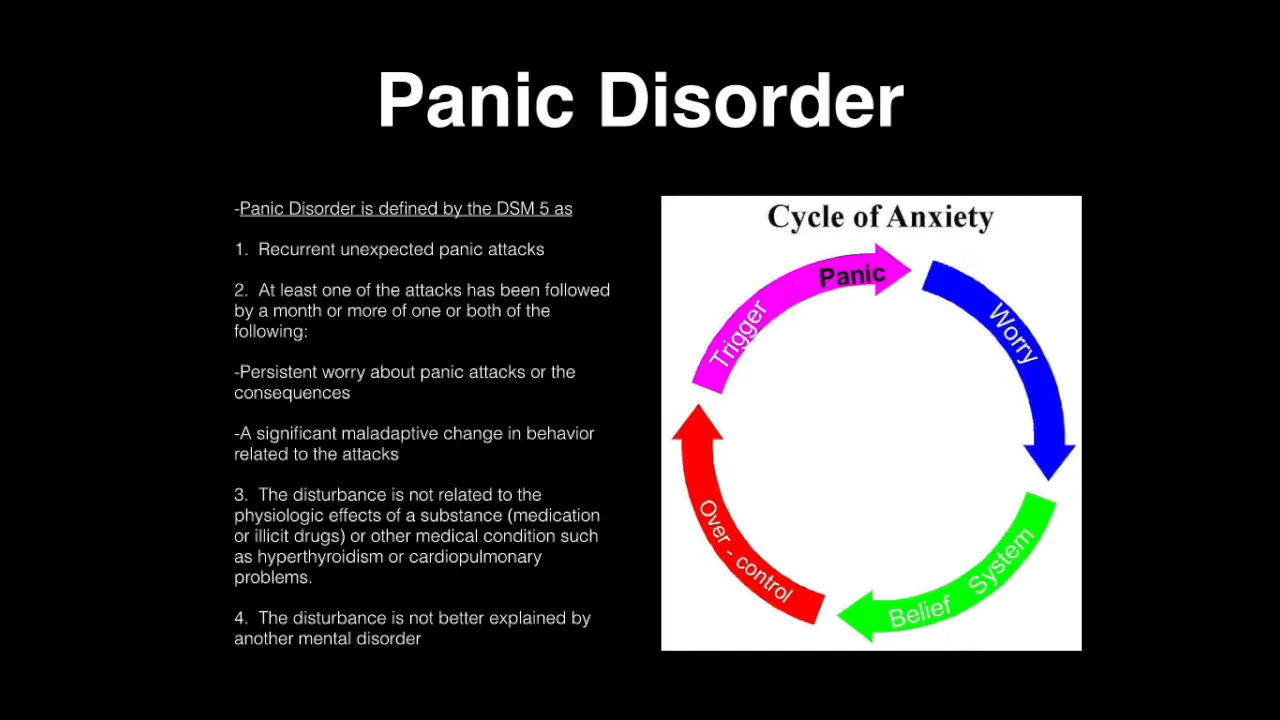 Panic Disorder
-Panic Disorder is defined by the DSM 5 as
1.  Recurrent unexpected panic attacks
2.  At least one of the attacks has been followed
by a month or more of one or both of the
following:
-Persistent worry about panic attacks or the
consequences
-A significant maladaptive change in behavior
related to the attacks
3.  The disturbance is not related to the
physiologic effects of a substance (medication
or illicit drugs) or other medical condition such
as hyperthyroidism or cardiopulmonary
problems.
4.  The disturbance is not better explained by
another mental disorder
Cycle of Anxiety
Trigger
Panic
Worry
Belief System
Over - control